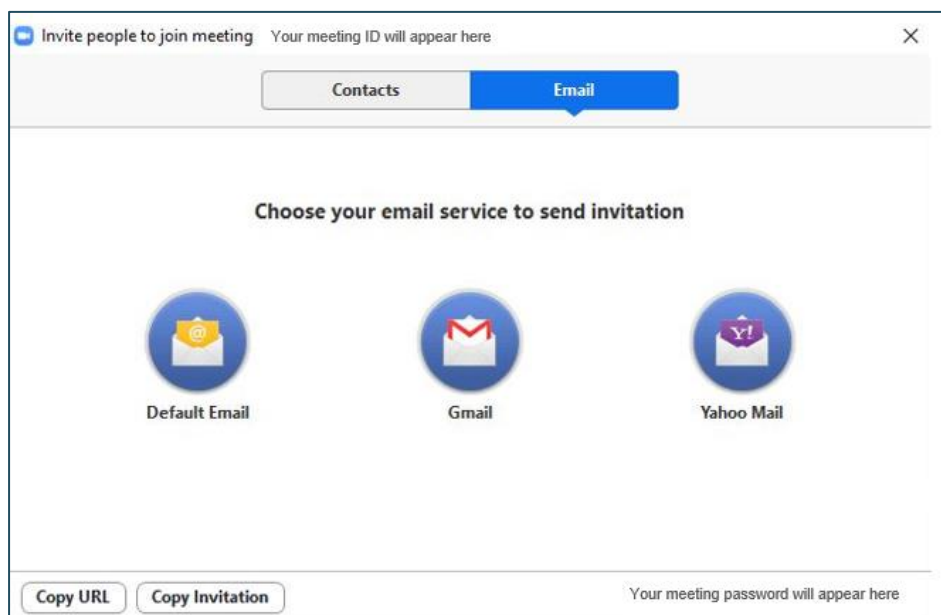 Invite people to join meeting Your meeting ID will appear here
Contacts Email
Choose your email service to send invitation
@ Y!
Default Email Gmail Yahoo Mail
Copy URL Copy Invitation Your meeting password will appear here